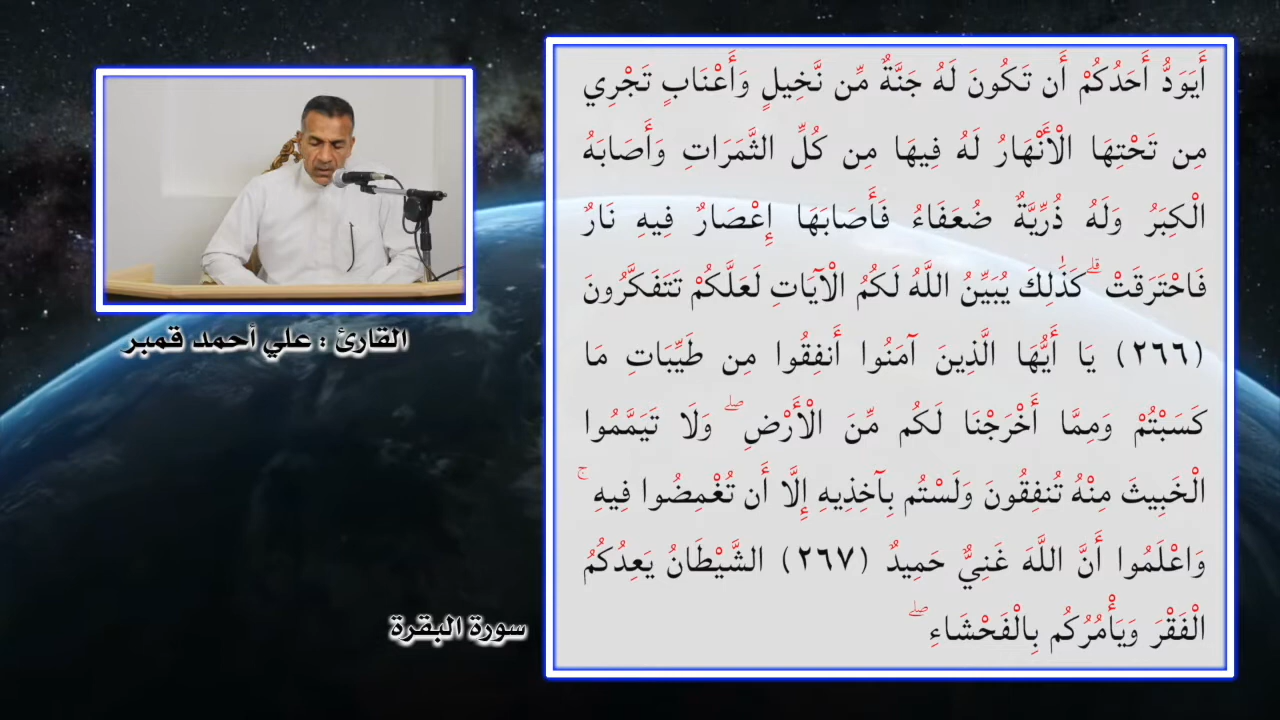 أَيَوَدُّ أَحَدُكُمْ أَن تَكُونَ لَهُ جَنَّةٌ مِّن نَّخِيلٍ وَأَعْنَابٍ تَجْرِي
مِن تَحْتِهَا الْأَنْهَارُ لَهُ فِيهَا مِن كُلِّ الثَّمَرَاتِ وَأَصَابَهُ
الْكِبَرُ وَلَهُ ذُرِّيَّةٌ ضُعَفَاءُ فَأَصَابَهَا إِعْصَارٌ فِيهِ نَارٌ
فَاحْتَرَقَتْ ۗ كَذَٰلِكَ يُبَيِّنُ اللَّهُ لَكُمُ الْآيَاتِ لَعَلَّكُمْ تَتَفَكَّرُونَ
(٢٦٦) يَا أَيُّهَا الَّذِينَ آمَنُوا أَنفِقُوا مِن طَيِّبَاتِ مَا
كَسَبْتُمْ وَمِمَّا أَخْرَجْنَا لَكُم مِّنَ الْأَرْضِ ۖ وَلَا تَيَمَّمُوا
الْخَبِيثَ مِنْهُ تُنفِقُونَ وَلَسْتُم بِآخِذِيهِ إِلَّا أَن تُغْمِضُوا فِيهِ ۚ
وَاعْلَمُوا أَنَّ اللَّهَ غَنِيٌّ حَمِيدٌ (٢٦٧) الشَّيْطَانُ يَعِدُكُمُ
الْفَقْرَ وَيَأْمُرُكُم بِالْفَحْشَاءِ ۖ
القارئ : علي أحمد قمبر
سورة البقرة